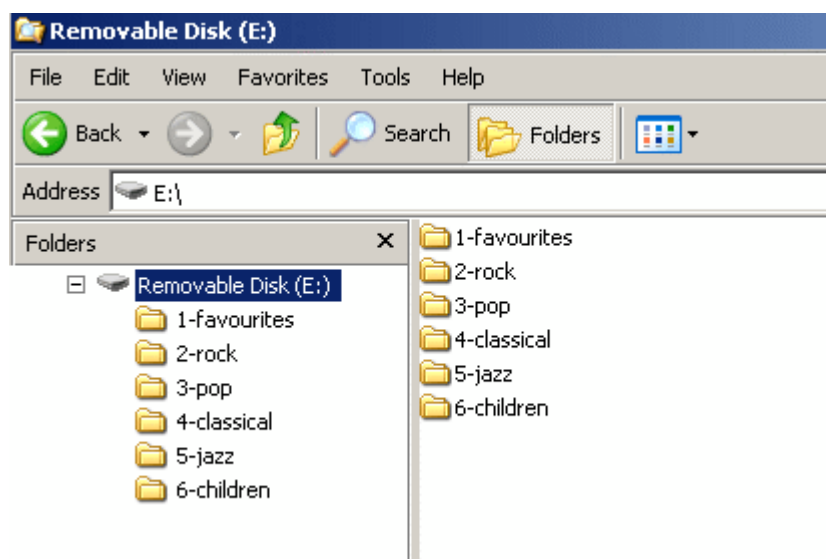 Removable Disk (E:)
File Edit View Favorites Tools Help
Back Search Folders
Address E:\
Folders
Removable Disk (E:)
1-favourites
2-rock
3-pop
4-classical
5-jazz
6-children
1-favourites
2-rock
3-pop
4-classical
5-jazz
6-children